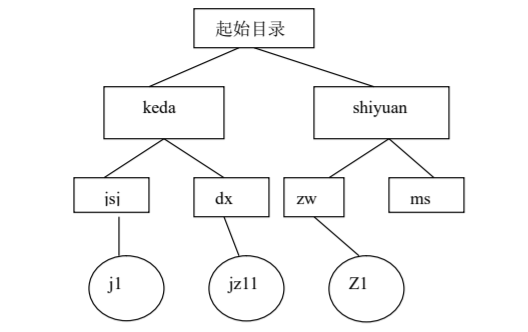 起始目录
keda
shiyuan
jsj
dx
zw
ms
j1
jz11
Z1